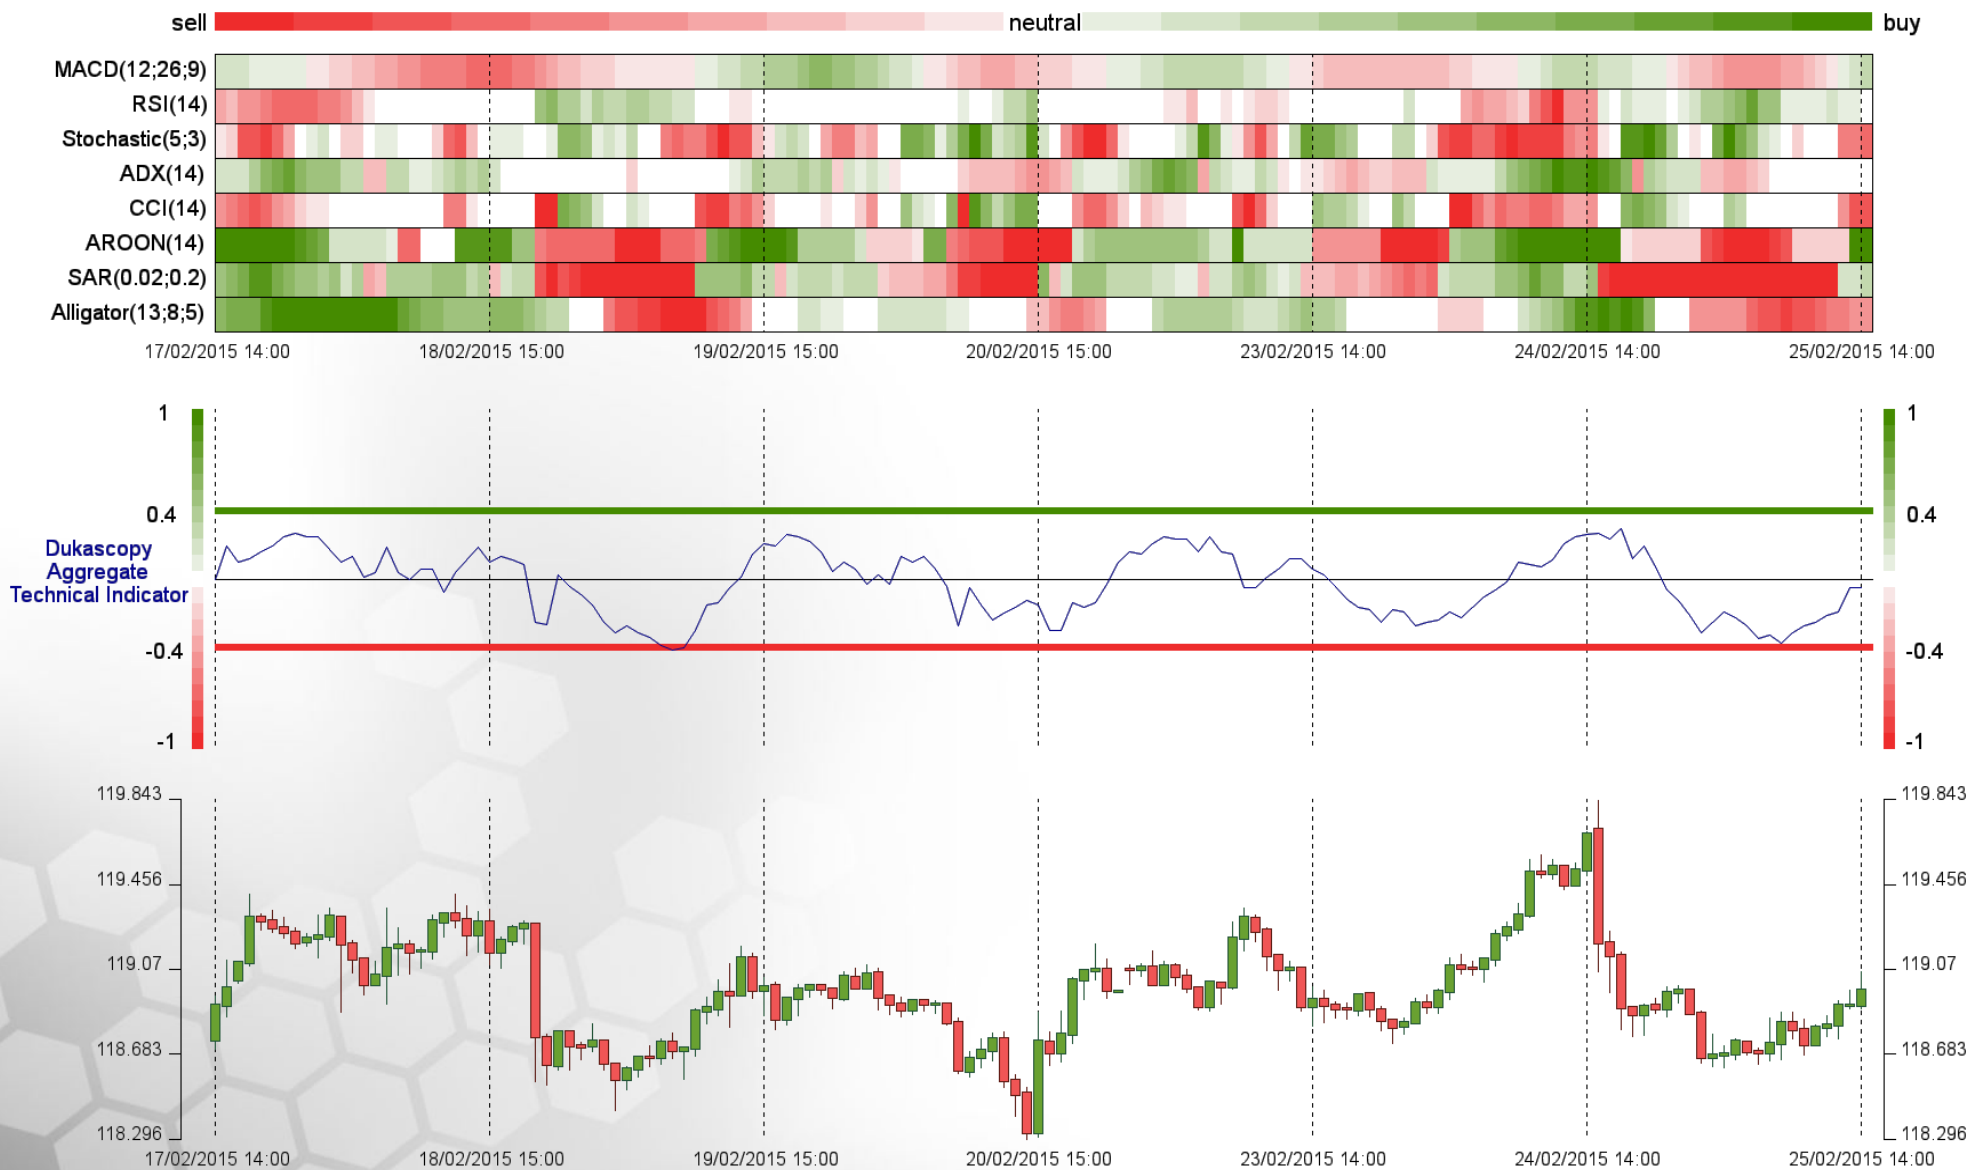 sell neutral buy
MACD(12;26;9)
RSI(14)
Stochastic(5;3)
ADX(14)
CCI(14)
AROON(14)
SAR(0.02;0.2)
Alligator(13;8;5)
17/02/2015 14:00 18/02/2015 15:00 19/02/2015 15:00 20/02/2015 15:00 23/02/2015 14:00 24/02/2015 14:00 25/02/2015 14:00
1 1
0.4 0.4
Dukascopy
Aggregate
Technical Indicator
-0.4 -0.4
-1 -1
119.843 119.843
119.456 119.456
119.07 119.07
118.683 118.683
118.296 118.296
17/02/2015 14:00 18/02/2015 15:00 19/02/2015 15:00 20/02/2015 15:00 23/02/2015 14:00 24/02/2015 14:00 25/02/2015 14:00